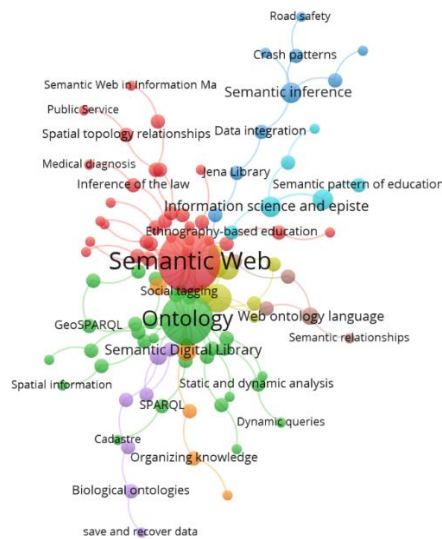 Road safety
Crash patterns
Semantic Web in Information Ma
Semantic inference
Public Service
Spatial topology relationships
Data integration
Medical diagnosis
Jena Library
Inference of the law
Semantic pattern of education
Information science and episte
Ethnography-based education
Semantic Web
Social tagging
Ontology
Web ontology language
GeoSPARQL
Semantic relationships
Semantic Digital Library
Spatial information
Static and dynamic analysis
SPARQL
Dynamic queries
Cadastre
Organizing knowledge
Biological ontologies
save and recover data